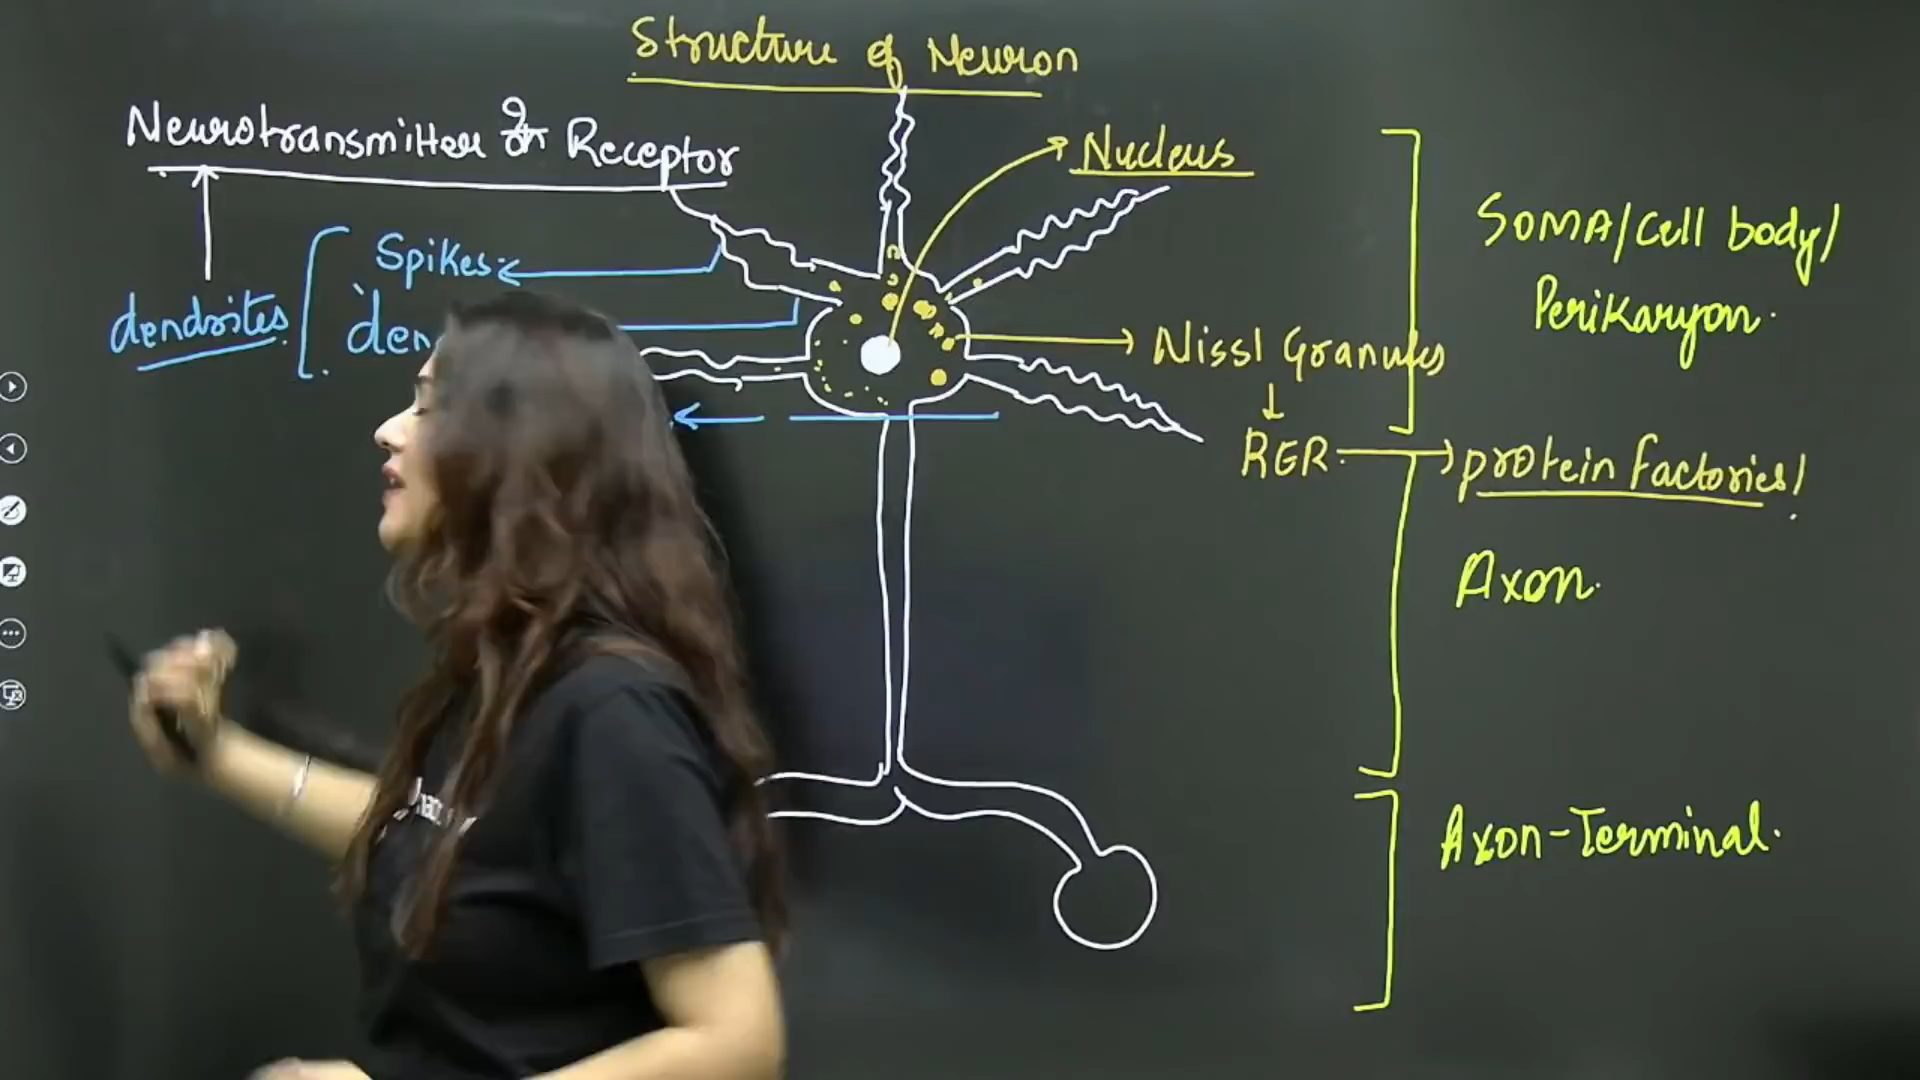 Structure of Neuron
Neurotransmitter Receptor
Nucleus
Spikes
dendrites
SOMA/Cell body/
Perikaryon.
Nissl Granules
↓
RER → protein factories!
Axon.
Axon-Terminal.